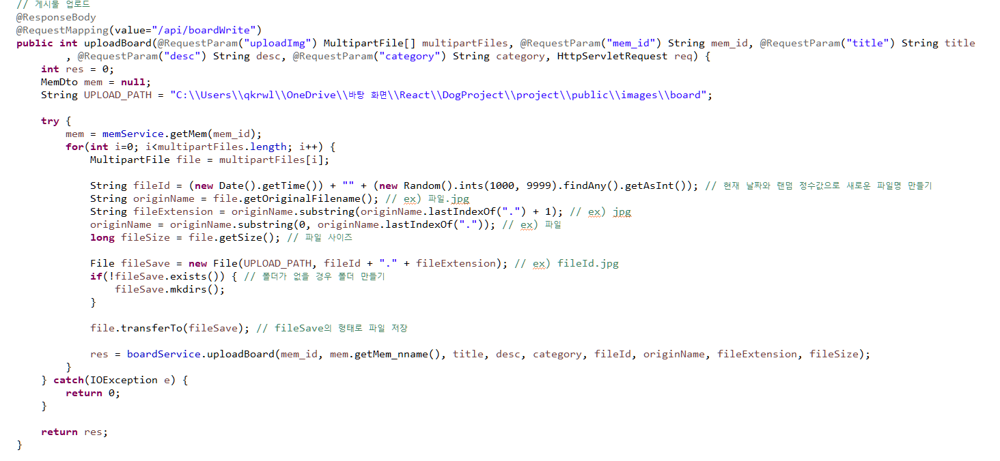 // 게시물 업로드
@ResponseBody
@RequestMapping(value="/api/boardWrite")
public int uploadBoard(@RequestParam("uploadImg") MultipartFile[] multipartFiles, @RequestParam("mem_id") String mem_id, @RequestParam("title") String title
, @RequestParam("desc") String desc, @RequestParam("category") String category, HttpServletRequest req) {
int res = 0;
MemDto mem = null;
String UPLOAD_PATH = "C:\\Users\\qkrwl\\OneDrive\\바탕 화면\\React\\DogProject\\project\\public\\images\\board";
try {
mem = memService.getMem(mem_id);
for(int i=0; i<multipartFiles.length; i++) {
MultipartFile file = multipartFiles[i];
String fileId = (new Date().getTime()) + "" + (new Random().ints(1000, 9999).findAny().getAsInt()); // 현재 날짜와 랜덤 정수값으로 새로운 파일명 만들기
String originName = file.getOriginalFilename(); // ex) 파일.jpg
String fileExtension = originName.substring(originName.lastIndexOf(".") + 1); // ex) jpg
originName = originName.substring(0, originName.lastIndexOf(".")); // ex) 파일
long fileSize = file.getSize(); // 파일 사이즈
File fileSave = new File(UPLOAD_PATH, fileId + "." + fileExtension); // ex) fileId.jpg
if(!fileSave.exists()) { // 폴더가 없을 경우 폴더 만들기
fileSave.mkdirs();
}
file.transferTo(fileSave); // fileSave의 형태로 파일 저장
res = boardService.uploadBoard(mem_id, mem.getMem_nname(), title, desc, category, fileId, originName, fileExtension, fileSize);
}
} catch(IOException e) {
return 0;
}
return res;
}